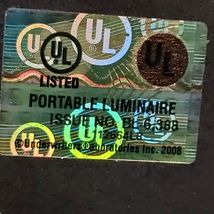 UL
UL
UL
LISTED
PORTABLE LUMINAIRE
ISSUE NO.
©Underwriters Laboratories Inc. 2008